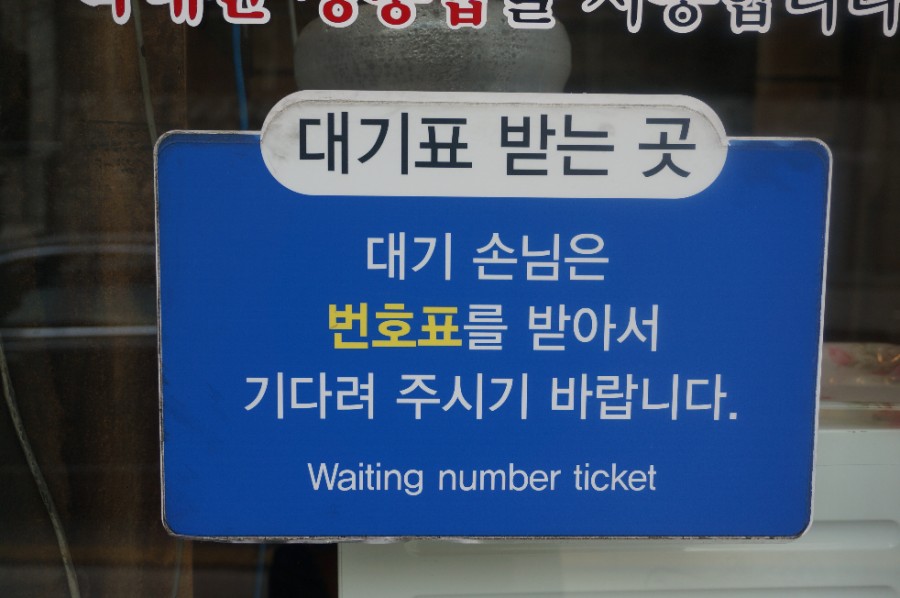 대기표 받는 곳
대기 손님은
번호표를 받아서
기다려 주시기 바랍니다.
Waiting number ticket